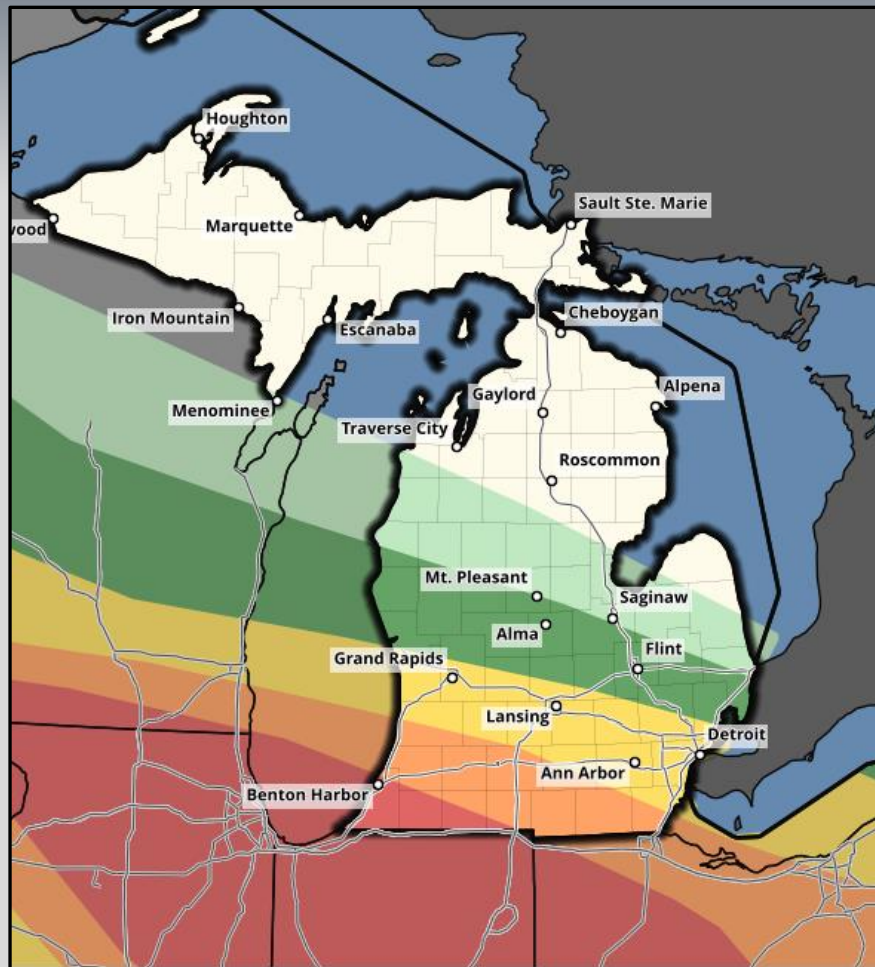 Houghton
Sault Ste. Marie
Marquette
wood
Cheboygan
Iron Mountain
Escanaba
Alpena
Gaylord
Menominee
Traverse City
Roscommon
Mt. Pleasant
Saginaw
Alma
Flint
Grand Rapids
Lansing
Detroit
Ann Arbor
Benton Harbor